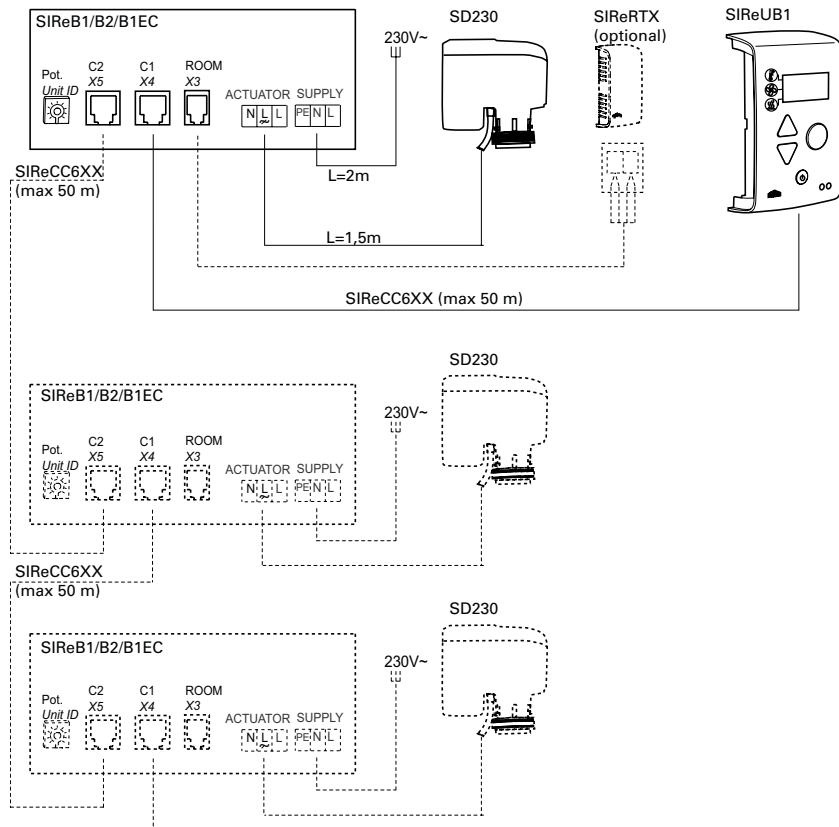 SIReB1/B2/B1EC
SD230
SIReRTX
(optional)
SIReUB1
230V~
Pot.
Unit ID
C2
X5
C1
X4
ROOM
X3
ACTUATOR
SUPPLY
N L L
PE N L
SIReCC6XX
(max 50 m)
L=2m
L=1,5m
SIReCC6XX (max 50 m)
SD230
SIReB1/B2/B1EC
230V~
Pot.
Unit ID
C2
X5
C1
X4
ROOM
X3
ACTUATOR
SUPPLY
N L L
PE N L
SIReCC6XX
(max 50 m)
SD230
SIReB1/B2/B1EC
230V~
Pot.
Unit ID
C2
X5
C1
X4
ROOM
X3
ACTUATOR
SUPPLY
N L L
PE N L